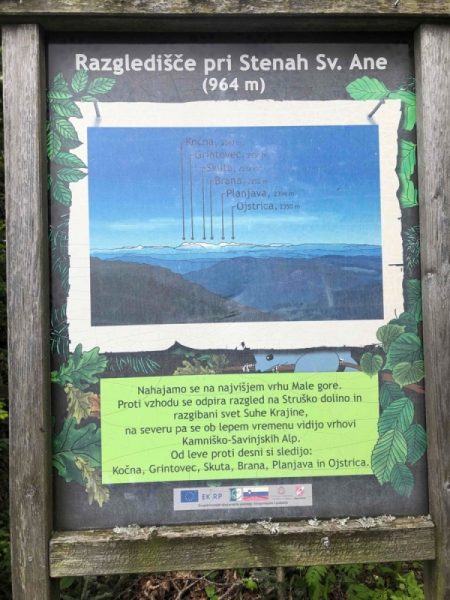 Razgledišče pri Stenah Sv. Ane
(964 m)
Kočna,
Grintovec,
Skuta,
Brana,
Planjava,
Ojstrica,
Nahajamo se na najvišjem vrhu Male gore.
Proti vzhodu se odpira razgled na Struško dolino in
razgibani svet Suhe Krajine,
na severu pa se ob lepem vremenu vidijo vrhovi
Kamniško-Savinjskih Alp.
Od leve proti desni si sledijo:
Kočna, Grintovec, Skuta, Brana, Planjava in Ojstrica.